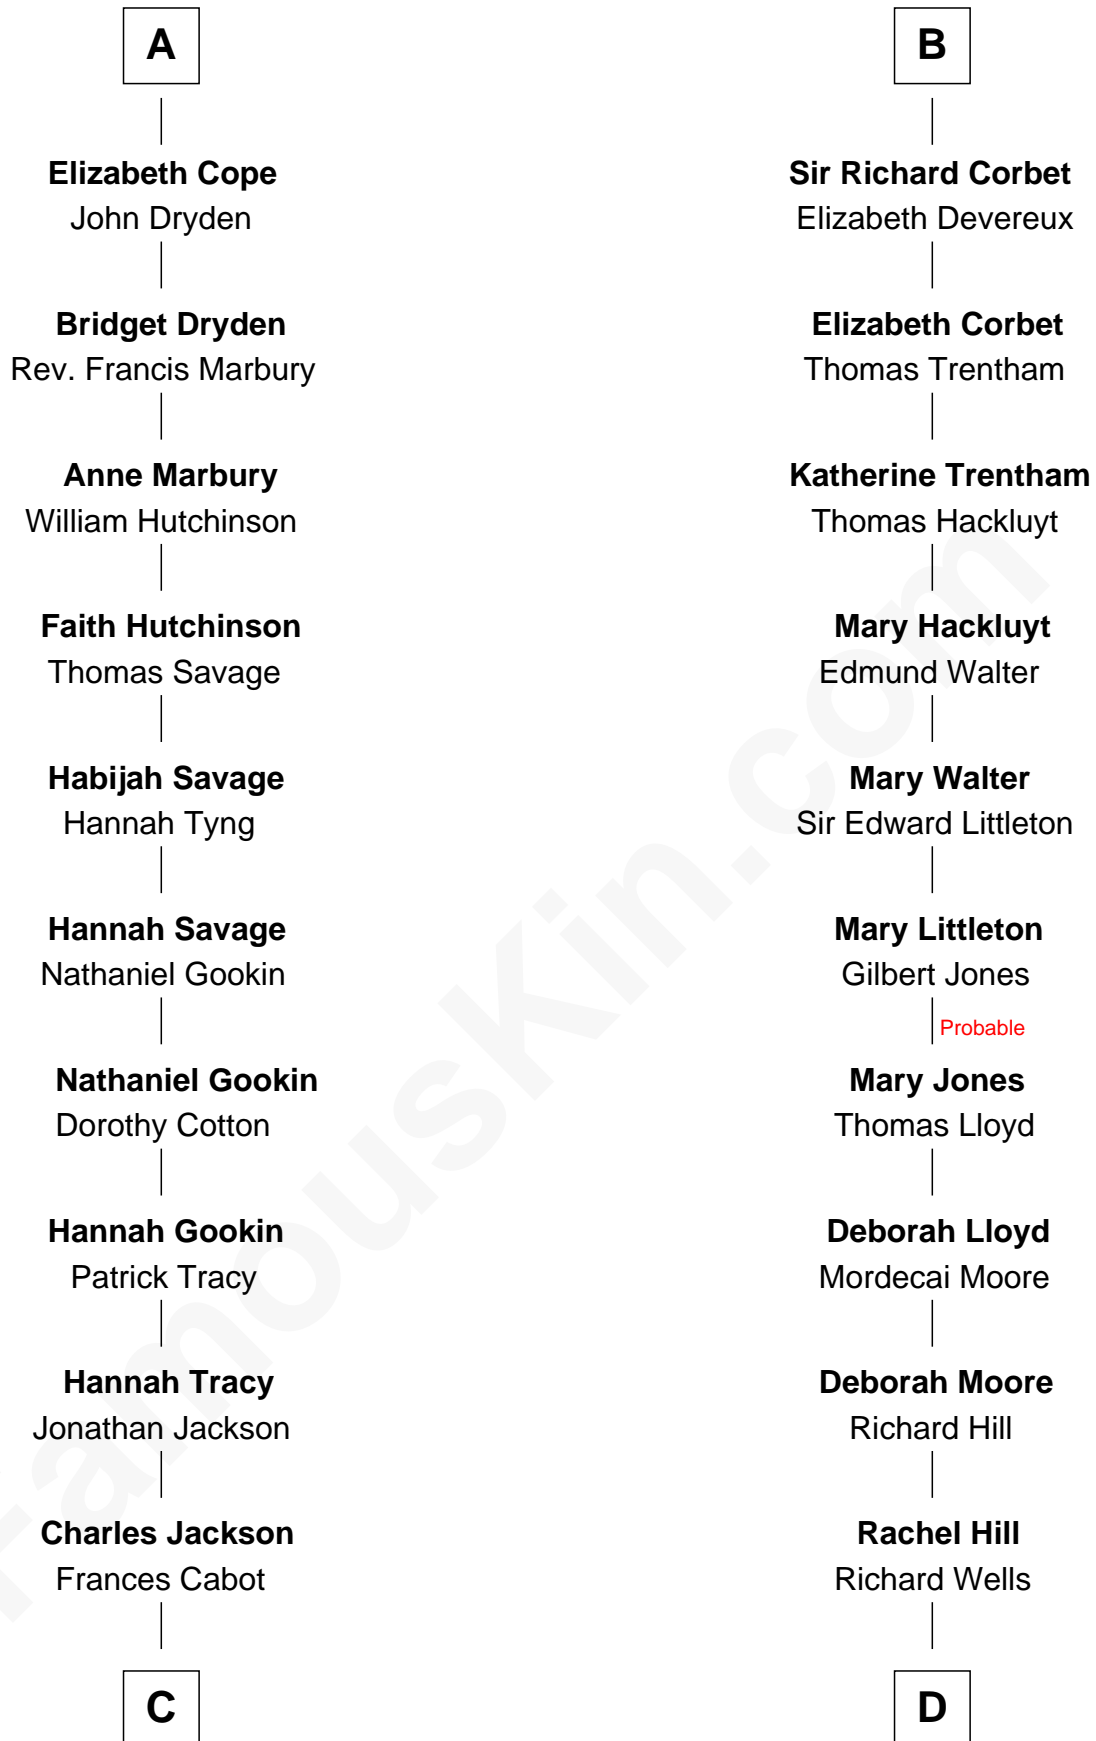 A
Elizabeth Cope
John Dryden
Bridget Dryden
Rev. Francis Marbury
Anne Marbury
William Hutchinson
Faith Hutchinson
Thomas Savage
Habijah Savage
Hannah Tyng
Hannah Savage
Nathaniel Gookin
Nathaniel Gookin
Dorothy Cotton
Hannah Gookin
Patrick Tracy
Hannah Tracy
Jonathan Jackson
Charles Jackson
Frances Cabot
C
B
Sir Richard Corbet
Elizabeth Devereux
Elizabeth Corbet
Thomas Trentham
Katherine Trentham
Thomas Hackluyt
Mary Hackluyt
Edmund Walter
Mary Walter
Sir Edward Littleton
Mary Littleton
Gilbert Jones
Probable
Mary Jones
Thomas Lloyd
Deborah Lloyd
Mordecai Moore
Deborah Moore
Richard Hill
Rachel Hill
Richard Wells
D
FamousKin.com